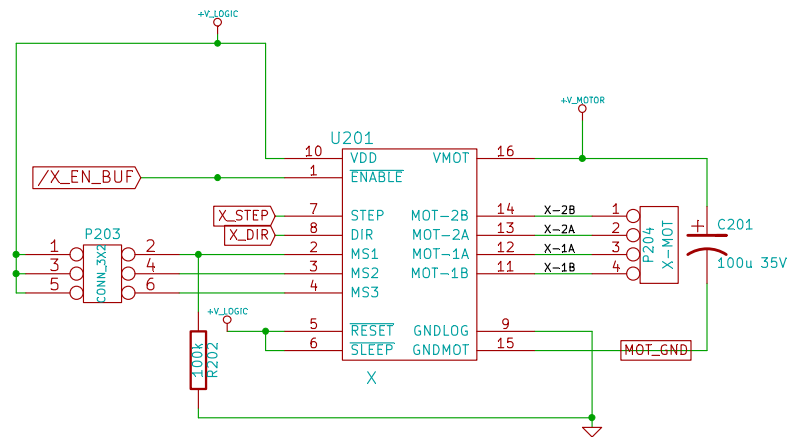 +V_LOGIC
+V_MOTOR
U201
10 VDD VMOT 16
/X_EN_BUF 1 ENABLE
X_STEP 7 STEP MOT-2B 14 X-2B 1
X_DIR 8 DIR MOT-2A 13 X-2A 2
2 MS1 MOT-1A 12 X-1A 3
3 MS2 MOT-1B 11 X-1B 4
4 MS3
P204
X-MOT
C201
100u 35V
P203
CONN_3X2
1 2
3 4
5 6
+V_LOGIC
5 RESET GNDLOG 9
6 SLEEP GNDMOT 15 MOT_GND
100k
R202
X